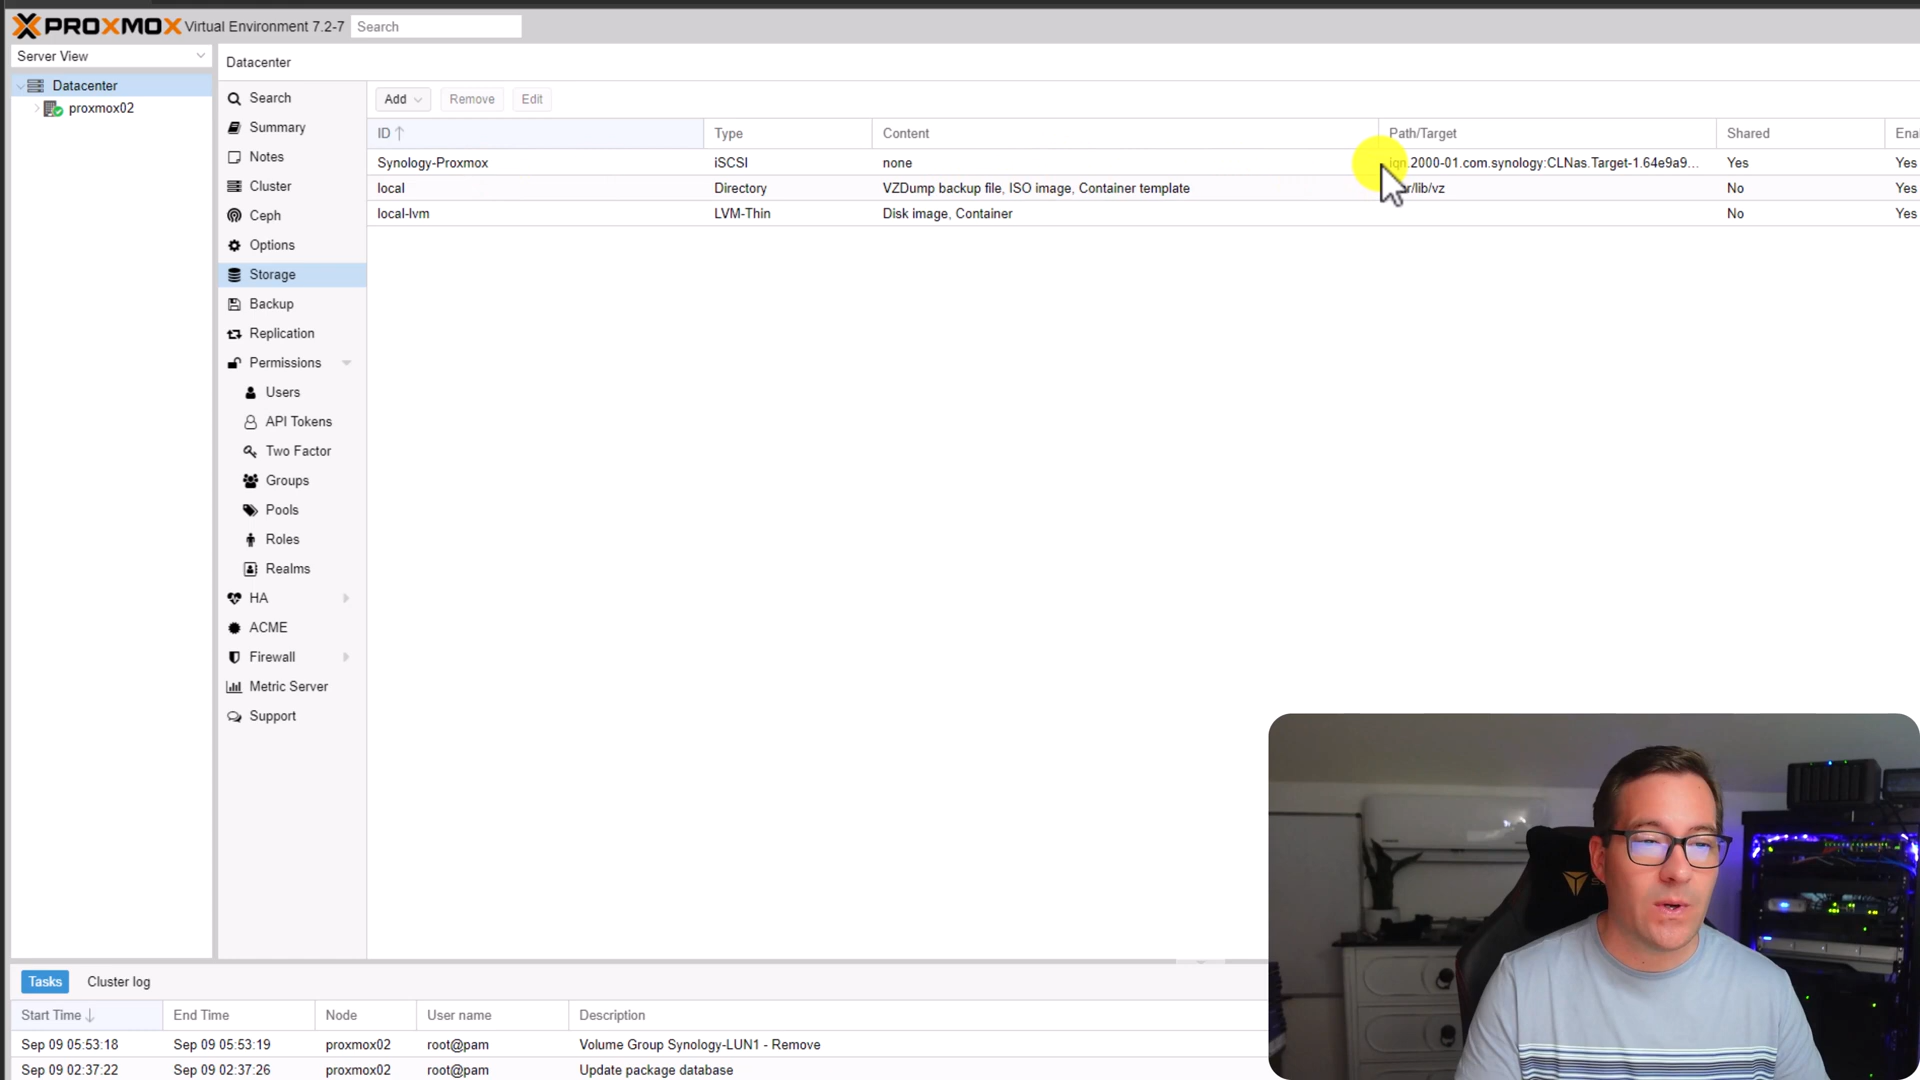 PROXMOX Virtual Environment 7.2-7 Search
Server View
Datacenter
proxmox02
Datacenter
Search
Summary
Notes
Cluster
Ceph
Options
Storage
Backup
Replication
Permissions
Users
API Tokens
Two Factor
Groups
Pools
Roles
Realms
HA
ACME
Firewall
Metric Server
Support
Add Remove Edit
ID Type Content Path/Target Shared Ena
Synology-Proxmox iSCSI none iqn.2000-01.com.synology:CLNas.Target-1.64e9a9... Yes Yes
local Directory VZDump backup file, ISO image, Container template r/lib/vz No Yes
local-lvm LVM-Thin Disk image, Container No Yes
Tasks Cluster log
Start Time End Time Node User name Description
Sep 09 05:53:18 Sep 09 05:53:19 proxmox02 root@pam Volume Group Synology-LUN1 - Remove
Sep 09 02:37:22 Sep 09 02:37:26 proxmox02 root@pam Update package database